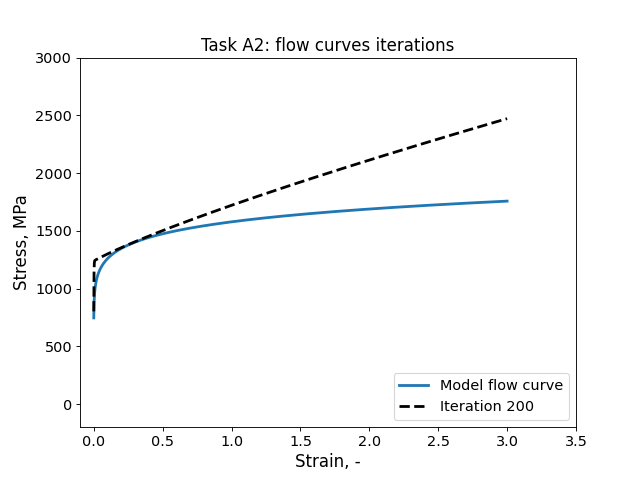 Task A2: flow curves iterations
3000
2500
2000
1500
1000
500
0
Stress, MPa
Model flow curve
Iteration 200
0.0 0.5 1.0 1.5 2.0 2.5 3.0 3.5
Strain, -